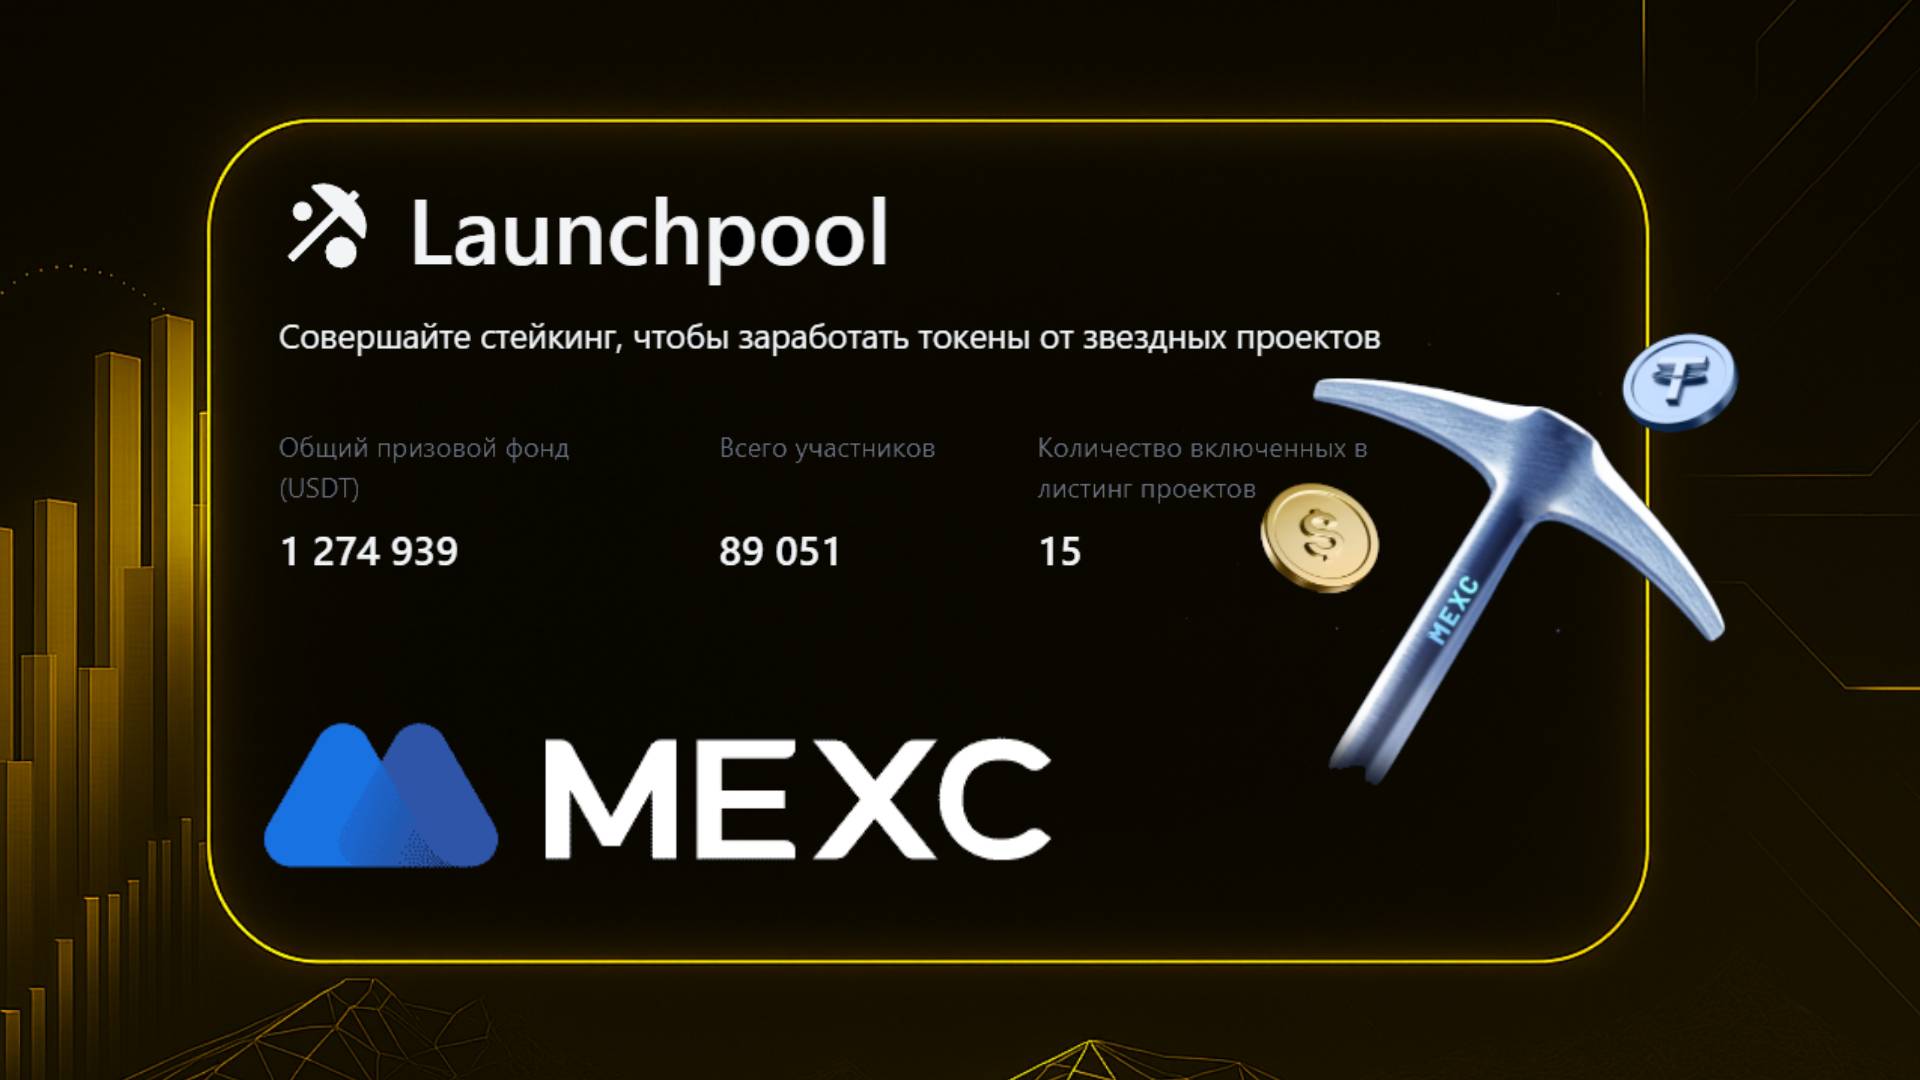 Launchpool
Совершайте стейкинг, чтобы заработать токены от звездных проектов
Общий призовой фонд
(USDT)
1 274 939
Всего участников
89 051
Количество включенных в
листинг проектов
15
MEXC
MEXC